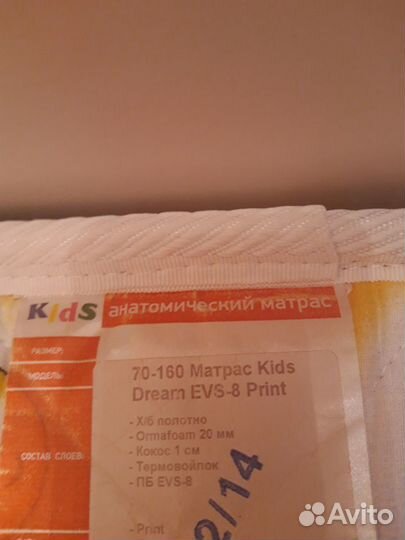 KIdS анатомический матрас
РАЗМЕР:
МОДЕЛЬ:
70-160 Матрас Kids
Dream EVS-8 Print
СОСТАВ СЛОЕВ:
- Х/б полотно
- Ormafoam 20 мм
- Кокос 1 см
- Термовойлок
- ПБ EVS-8
- Print
2/14
Avito